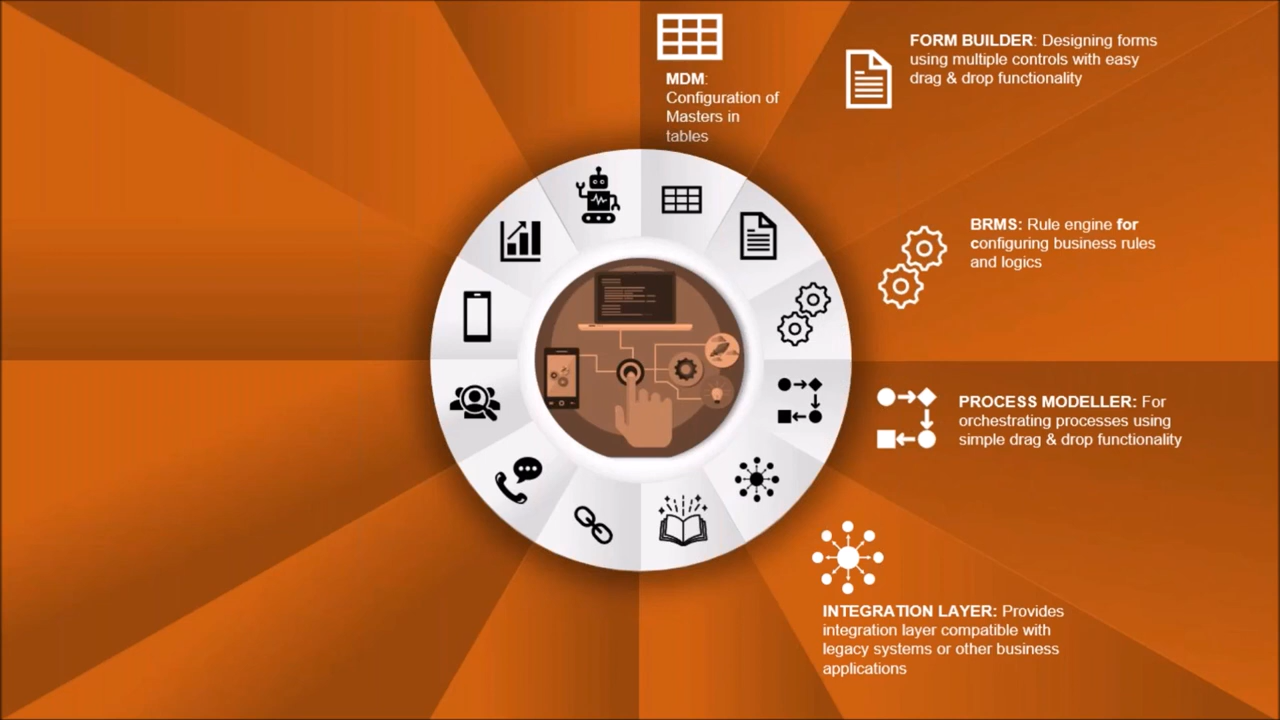 MDM:
Configuration of
Masters in
tables
FORM BUILDER: Designing forms
using multiple controls with easy
drag & drop functionality
BRMS: Rule engine for
configuring business rules
and logics
PROCESS MODELLER: For
orchestrating processes using
simple drag & drop functionality
INTEGRATION LAYER: Provides
integration layer compatible with
legacy systems or other business
applications